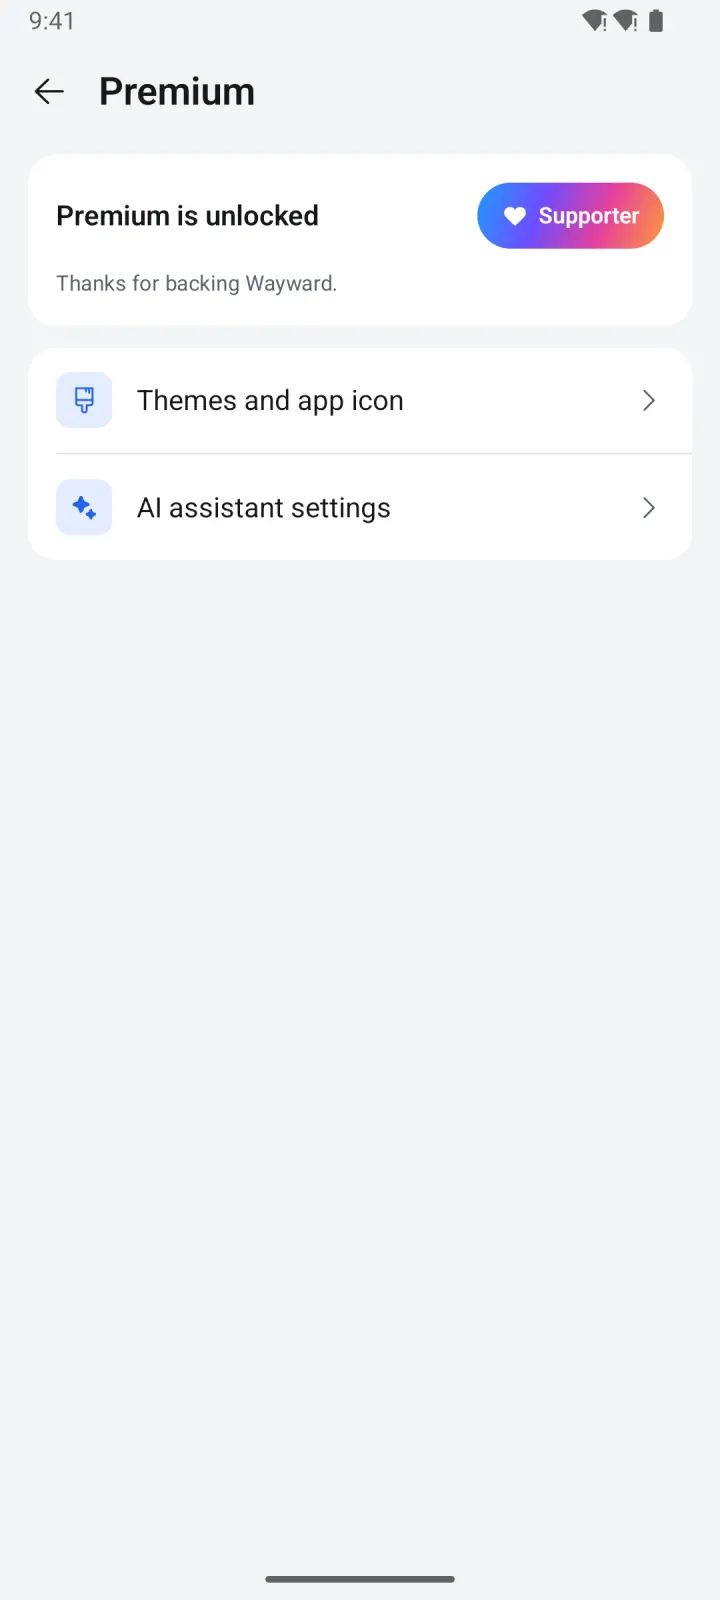 9:41
Premium
Premium is unlocked
Supporter
Thanks for backing Wayward.
Themes and app icon
AI assistant settings